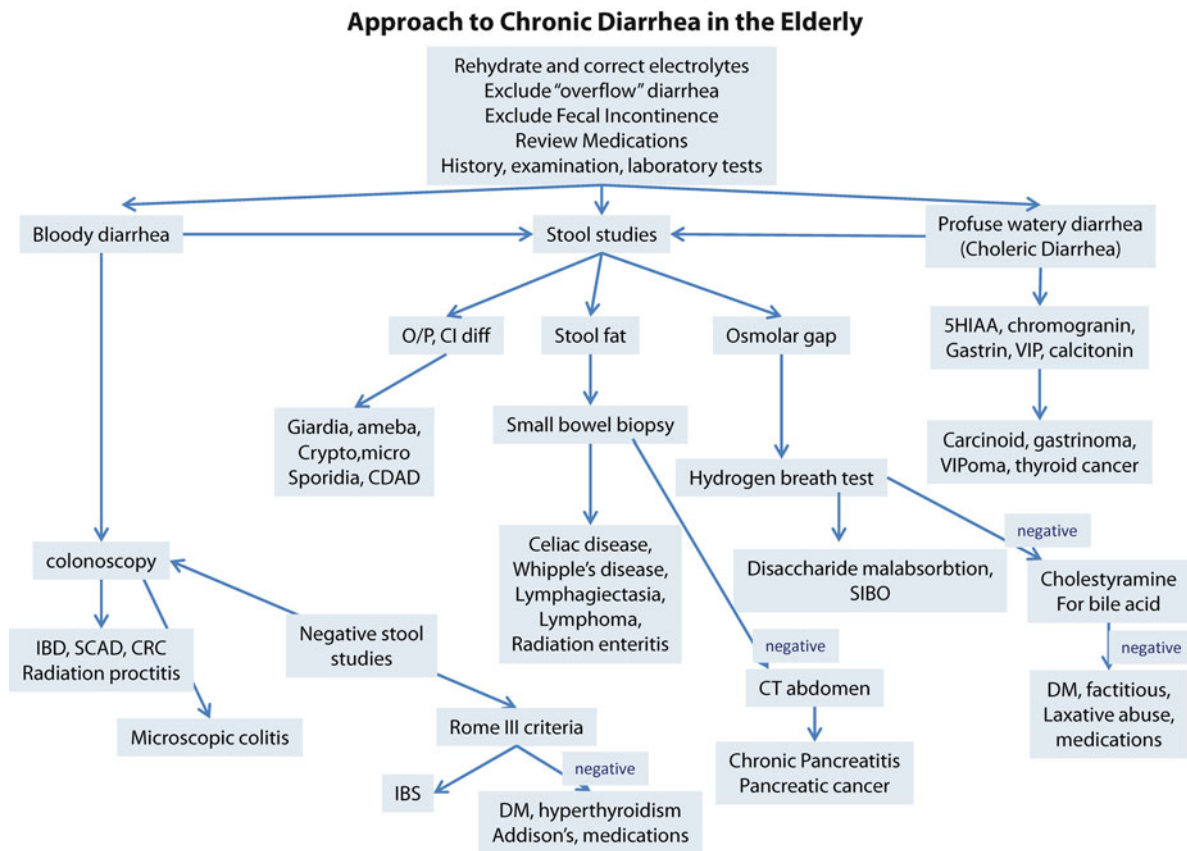 Approach to Chronic Diarrhea in the Elderly
Rehydrate and correct electrolytes
Exclude “overflow” diarrhea
Exclude Fecal Incontinence
Review Medications
History, examination, laboratory tests
Bloody diarrhea
Stool studies
Profuse watery diarrhea
(Choleric Diarrhea)
O/P, CI diff
Stool fat
Osmolar gap
5HIAA, chromogranin,
Gastrin, VIP, calcitonin
Giardia, ameba,
Crypto,micro
Sporidia, CDAD
Small bowel biopsy
Hydrogen breath test
Carcinoid, gastrinoma,
VIPoma, thyroid cancer
colonoscopy
Celiac disease,
Whipple’s disease,
Lymphagiectasia,
Lymphoma,
Radiation enteritis
Disaccharide malabsorbtion,
SIBO
negative
Cholestyramine
For bile acid
IBD, SCAD, CRC
Radiation proctitis
Negative stool
studies
negative
CT abdomen
negative
DM, factitious,
Laxative abuse,
medications
Microscopic colitis
Rome III criteria
Chronic Pancreatitis
Pancreatic cancer
IBS
negative
DM, hyperthyroidism
Addison’s, medications